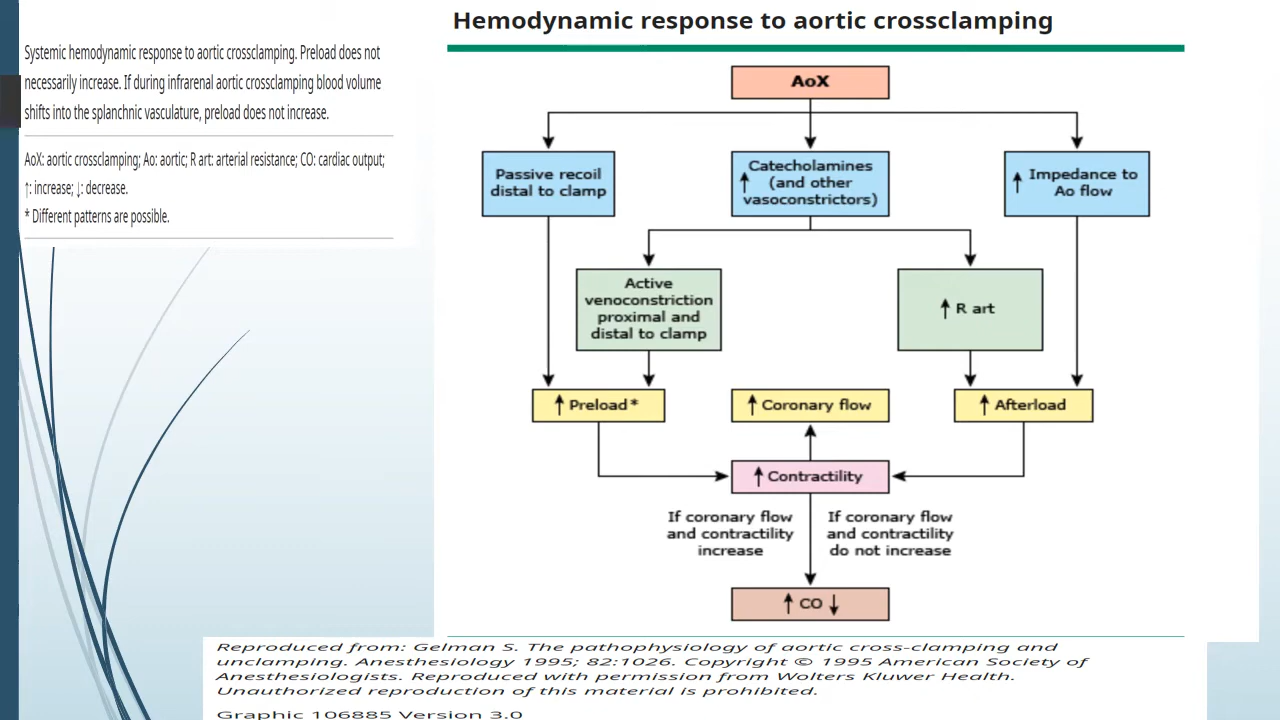 Hemodynamic response to aortic crossclamping
Systemic hemodynamic response to aortic crossclamping. Preload does not
necessarily increase. If during infrarenal aortic crossclamping blood volume
shifts into the splanchnic vasculature, preload does not increase.
AoX: aortic crossclamping; Ao: aortic; R art: arterial resistance; CO: cardiac output;
↑: increase; ↓: decrease.
* Different patterns are possible.
AoX
Passive recoil
distal to clamp
↑ Catecholamines
(and other
vasoconstrictors)
↑ Impedance to
Ao flow
Active
venoconstriction
proximal and
distal to clamp
↑ R art
↑ Preload*
↑ Coronary flow
↑ Afterload
↑ Contractility
If coronary flow
and contractility
increase
If coronary flow
and contractility
do not increase
↑ CO ↓
Reproduced from: Gelman S. The pathophysiology of aortic cross-clamping and
unclamping. Anesthesiology 1995; 82:1026. Copyright © 1995 American Society of
Anesthesiologists. Reproduced with permission from Wolters Kluwer Health.
Unauthorized reproduction of this material is prohibited.
Graphic 106885 Version 3.0